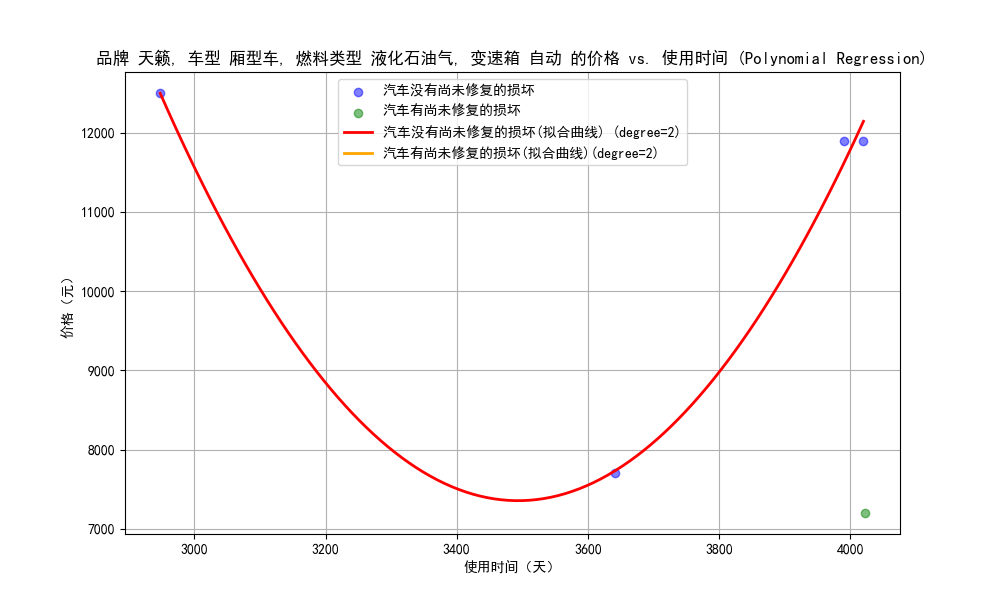 品牌 天籁, 车型 厢型车, 燃料类型 液化石油气, 变速箱 自动 的价格 vs. 使用时间 (Polynomial Regression)
汽车没有尚未修复的损坏
汽车有尚未修复的损坏
汽车没有尚未修复的损坏(拟合曲线) (degree=2)
汽车有尚未修复的损坏(拟合曲线)(degree=2)
价格（元）
12000
11000
10000
9000
8000
7000
3000 3200 3400 3600 3800 4000
使用时间（天）